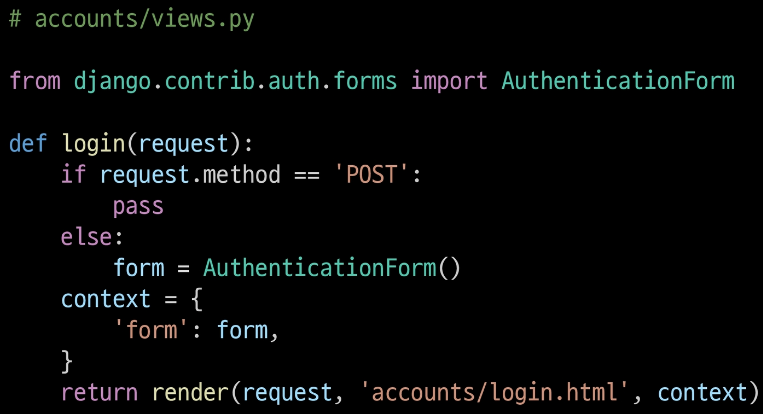 # accounts/views.py
from django.contrib.auth.forms import AuthenticationForm
def login(request):
    if request.method == 'POST':
        pass
    else:
        form = AuthenticationForm()
    context = {
        'form': form,
    }
    return render(request, 'accounts/login.html', context)